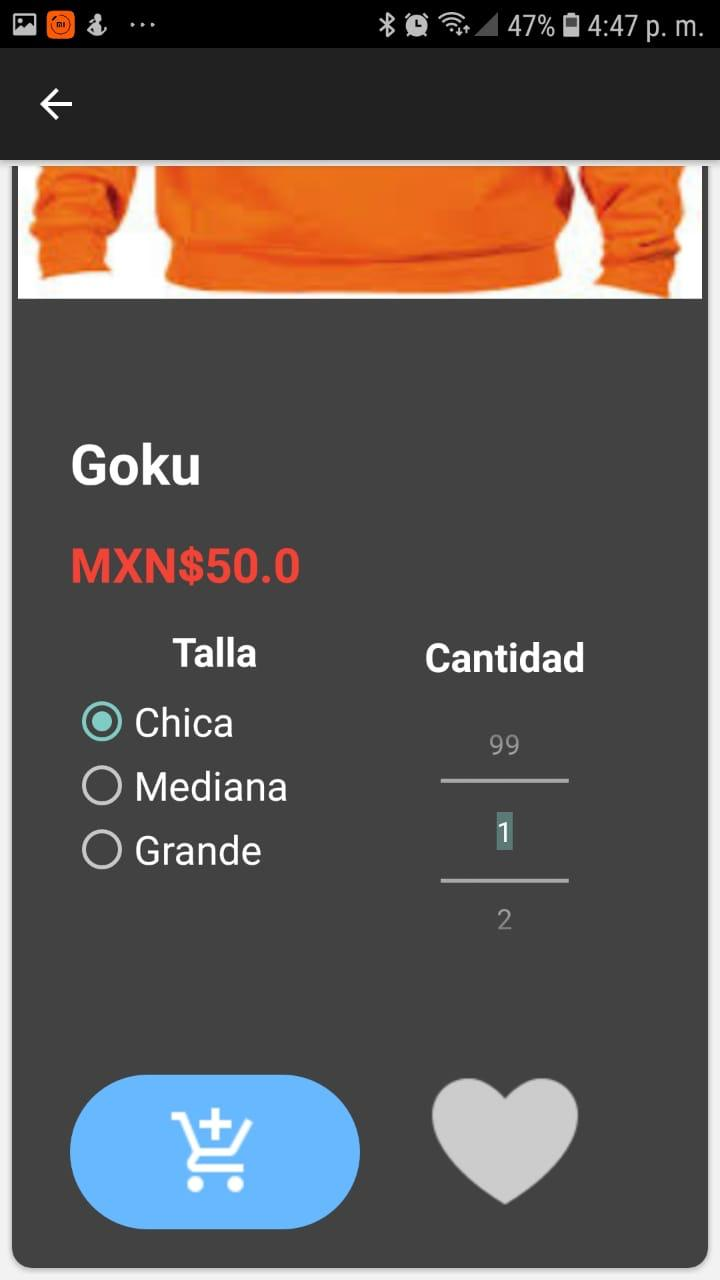 47% 4:47 p. m.
Goku
MXN$50.0
Talla
Cantidad
Chica
Mediana
Grande
99
1
2